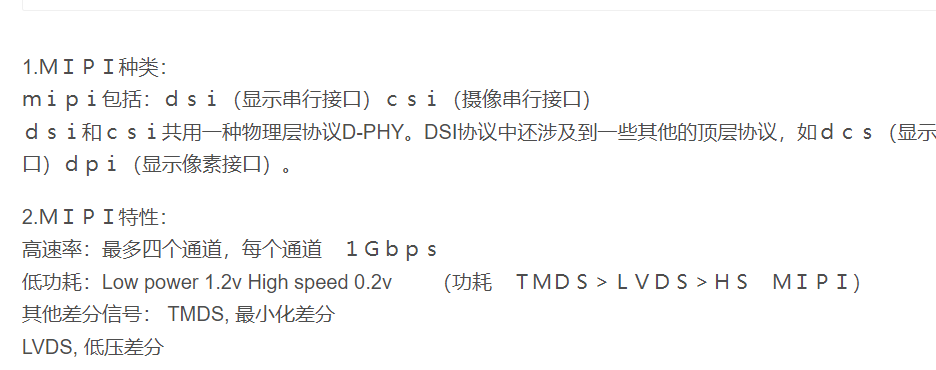 1.ＭＩＰＩ种类：
ｍｉｐｉ包括：ｄｓｉ（显示串行接口）ｃｓｉ（摄像串行接口）
ｄｓｉ和ｃｓｉ共用一种物理层协议D-PHY。DSI协议中还涉及到一些其他的顶层协议，如ｄｃｓ（显示
口）ｄｐｉ（显示像素接口）。
2.ＭＩＰＩ特性：
高速率：最多四个通道，每个通道　１Ｇｂｐｓ
低功耗：Low power 1.2v High speed 0.2v　　（功耗　ＴＭＤＳ＞ＬＶＤＳ＞ＨＳ　ＭＩＰＩ）
其他差分信号： TMDS, 最小化差分
LVDS, 低压差分